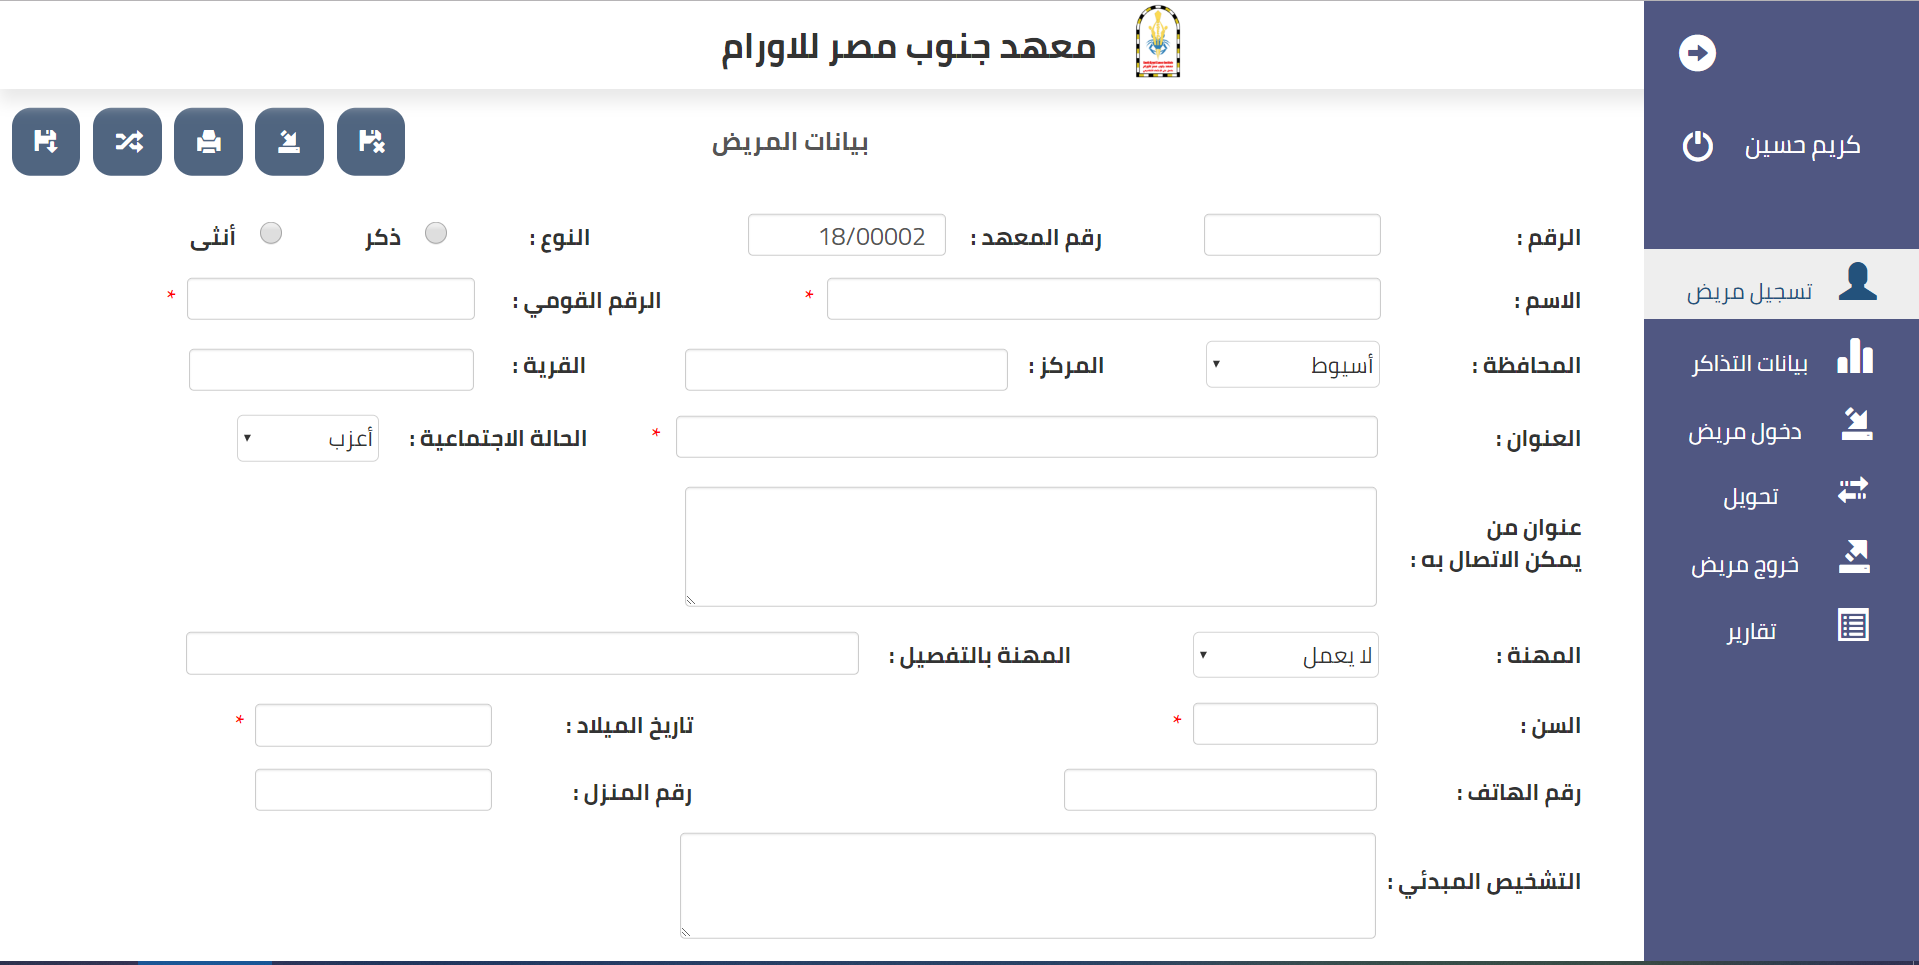 معهد جنوب مصر للاورام
كريم حسين
تسجيل مريض
بيانات التذاكر
دخول مريض
تحويل
خروج مريض
تقارير
بيانات المريض
الرقم : رقم المعهد : 18/00002 النوع : ذكر أنثى
الاسم : * الرقم القومي : *
المحافظة : أسيوط المركز : القرية :
العنوان : * الحالة الاجتماعية : أعزب
عنوان من
يمكن الاتصال به :
المهنة : لا يعمل المهنة بالتفصيل :
السن : * تاريخ الميلاد : *
رقم الهاتف : رقم المنزل :
التشخيص المبدئي :